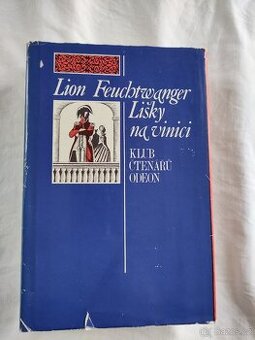 Lion Feuchtwanger
Lišky
na vinici
KLUB
ČTENÁŘŮ
ODEON